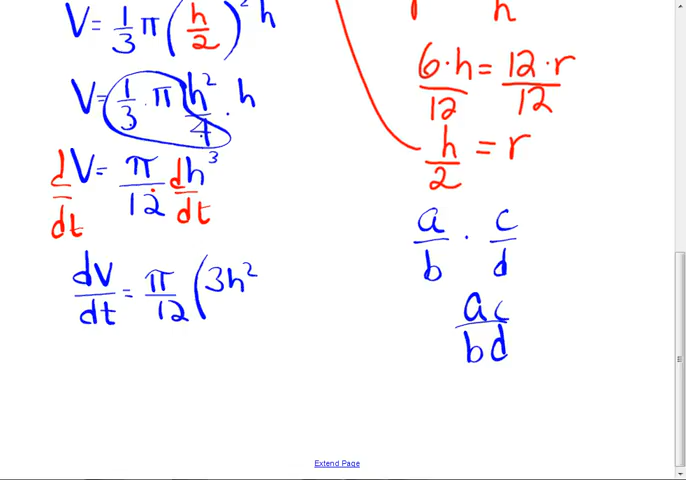 V = 1/3 π (h/2)² h
V = 1/3 · π h²/4 · h
d/dt V = π/12 d/dt h³
dV/dt = π/12 (3h²
h
6·h/12 = 12·r/12
h/2 = r
a/b · c/d
ac/bd
Extend Page